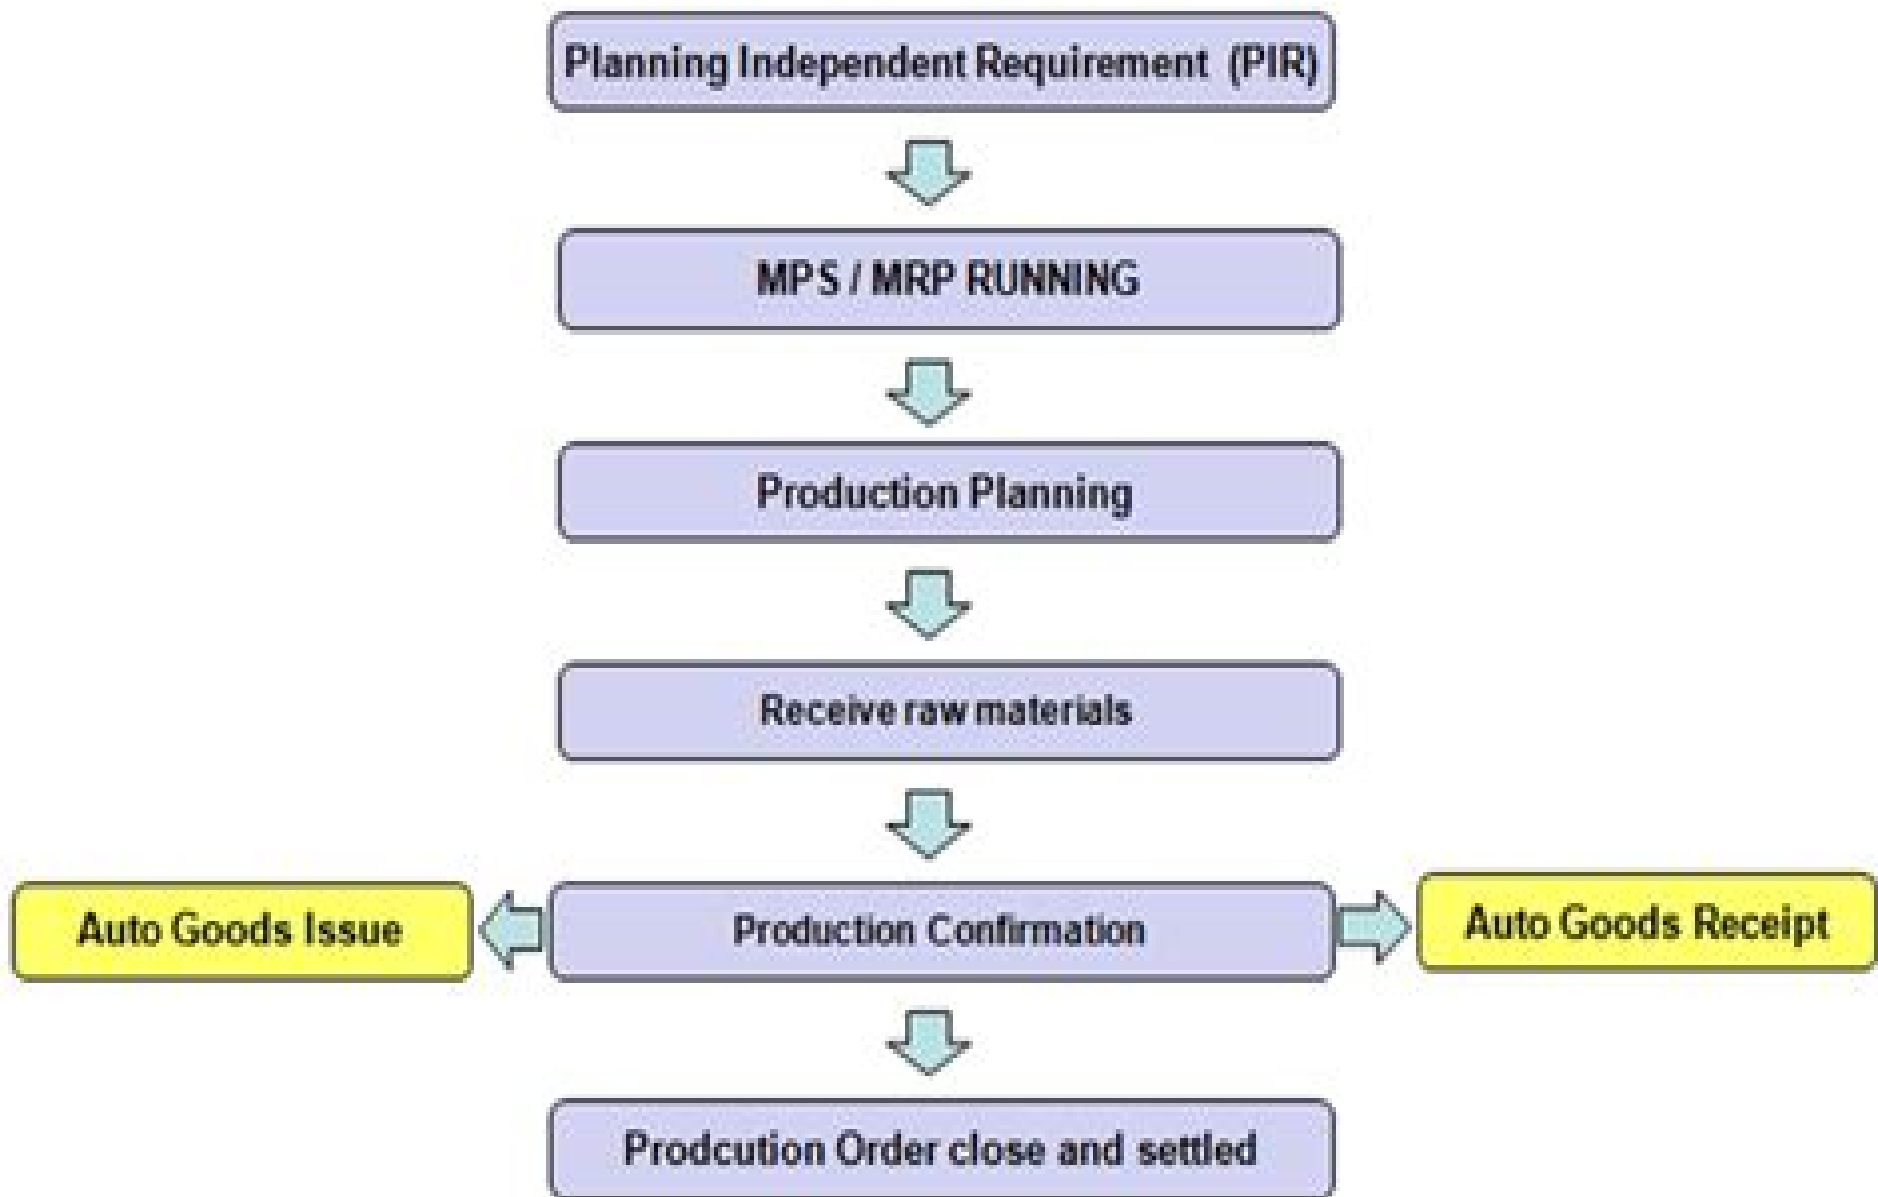 Planning Independent Requirement (PIR)
MPS / MRP RUNNING
Production Planning
Receive raw materials
Auto Goods Issue
Production Confirmation
Auto Goods Receipt
Prodcution Order close and settled